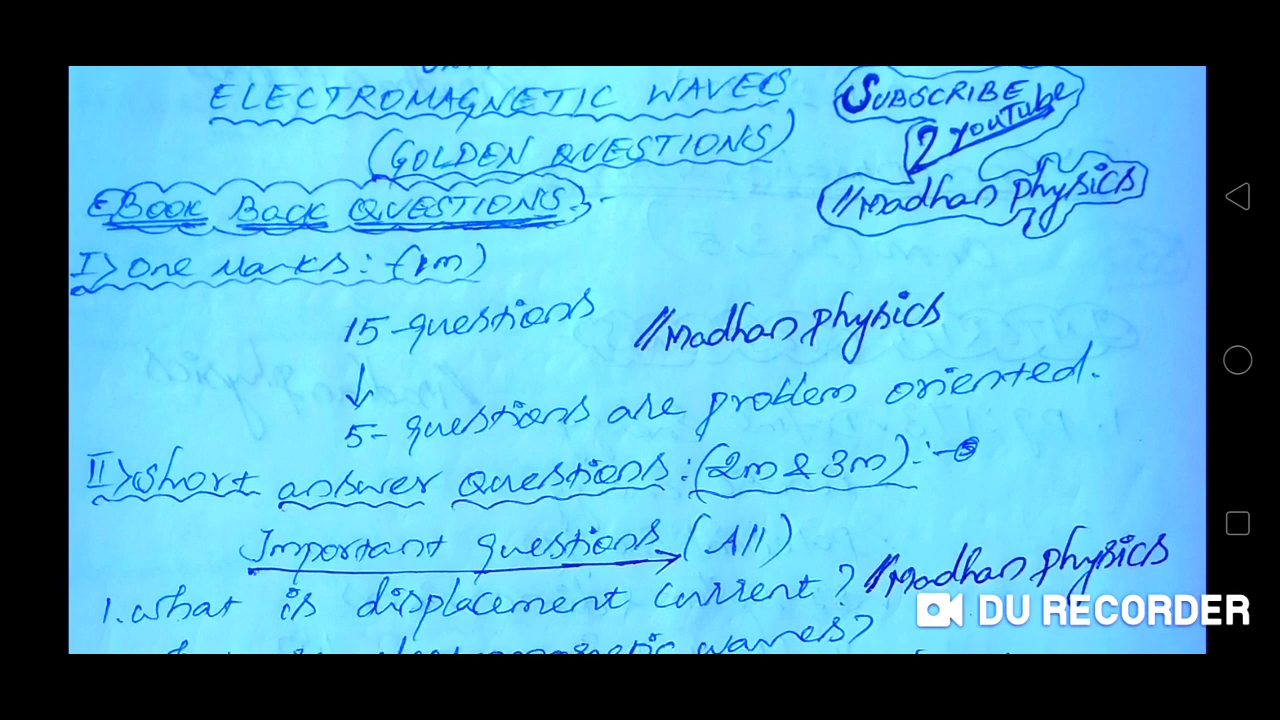 ELECTROMAGNETIC WAVES
(GOLDEN QUESTIONS)
SUBSCRIBE
YouTube
//Madhan physics
BOOK BACK QUESTIONS:-
I> One Marks: (1m)
15-questions
//Madhan physics
5- questions are problem oriented.
II> Short answer Questions: (2m & 3m):-
Important questions (All)
1. What is displacement current?
//Madhan physics
DU RECORDER
waves?